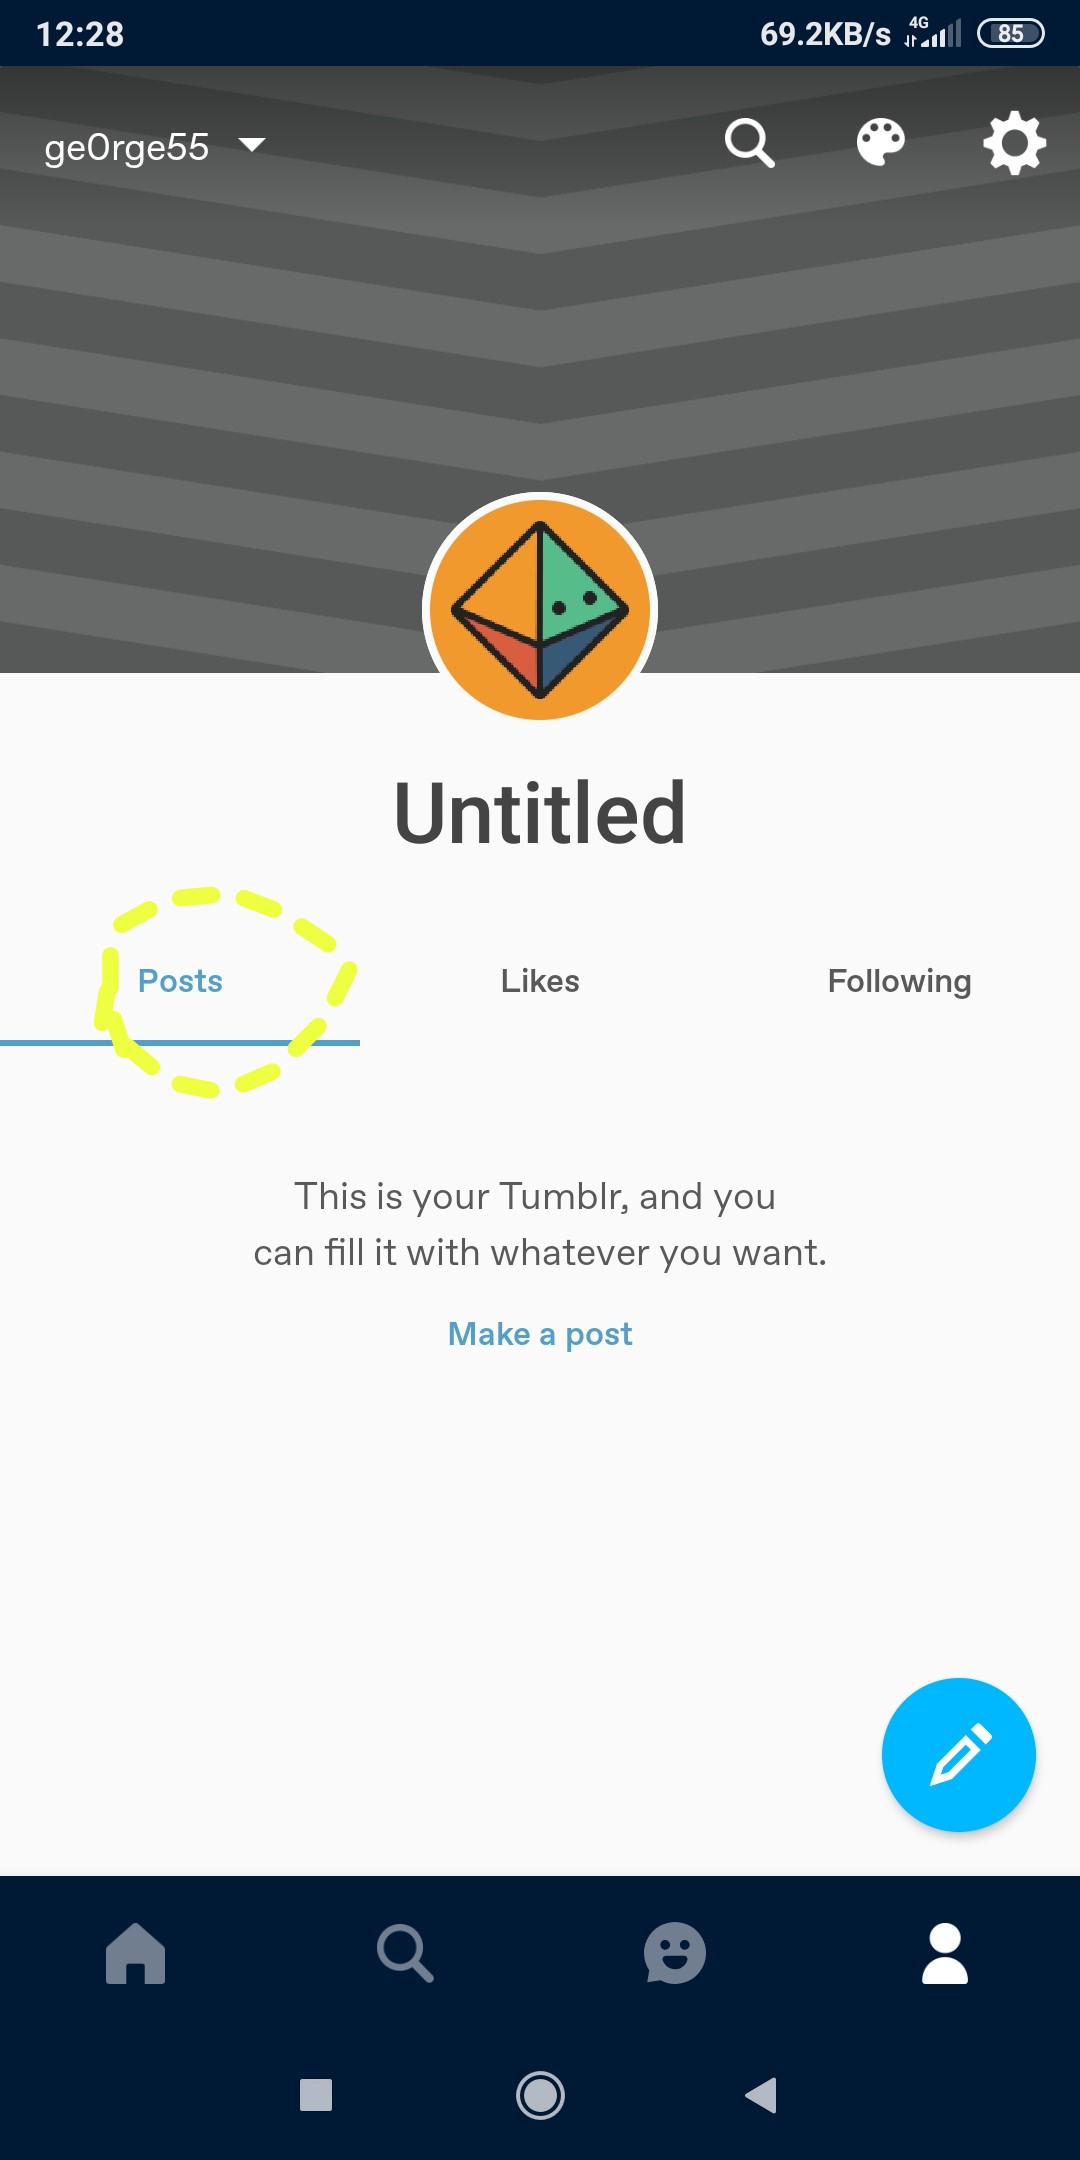 12:28
69.2KB/s 4G 85
ge0rge55
Untitled
Posts Likes Following
This is your Tumblr, and you
can fill it with whatever you want.
Make a post